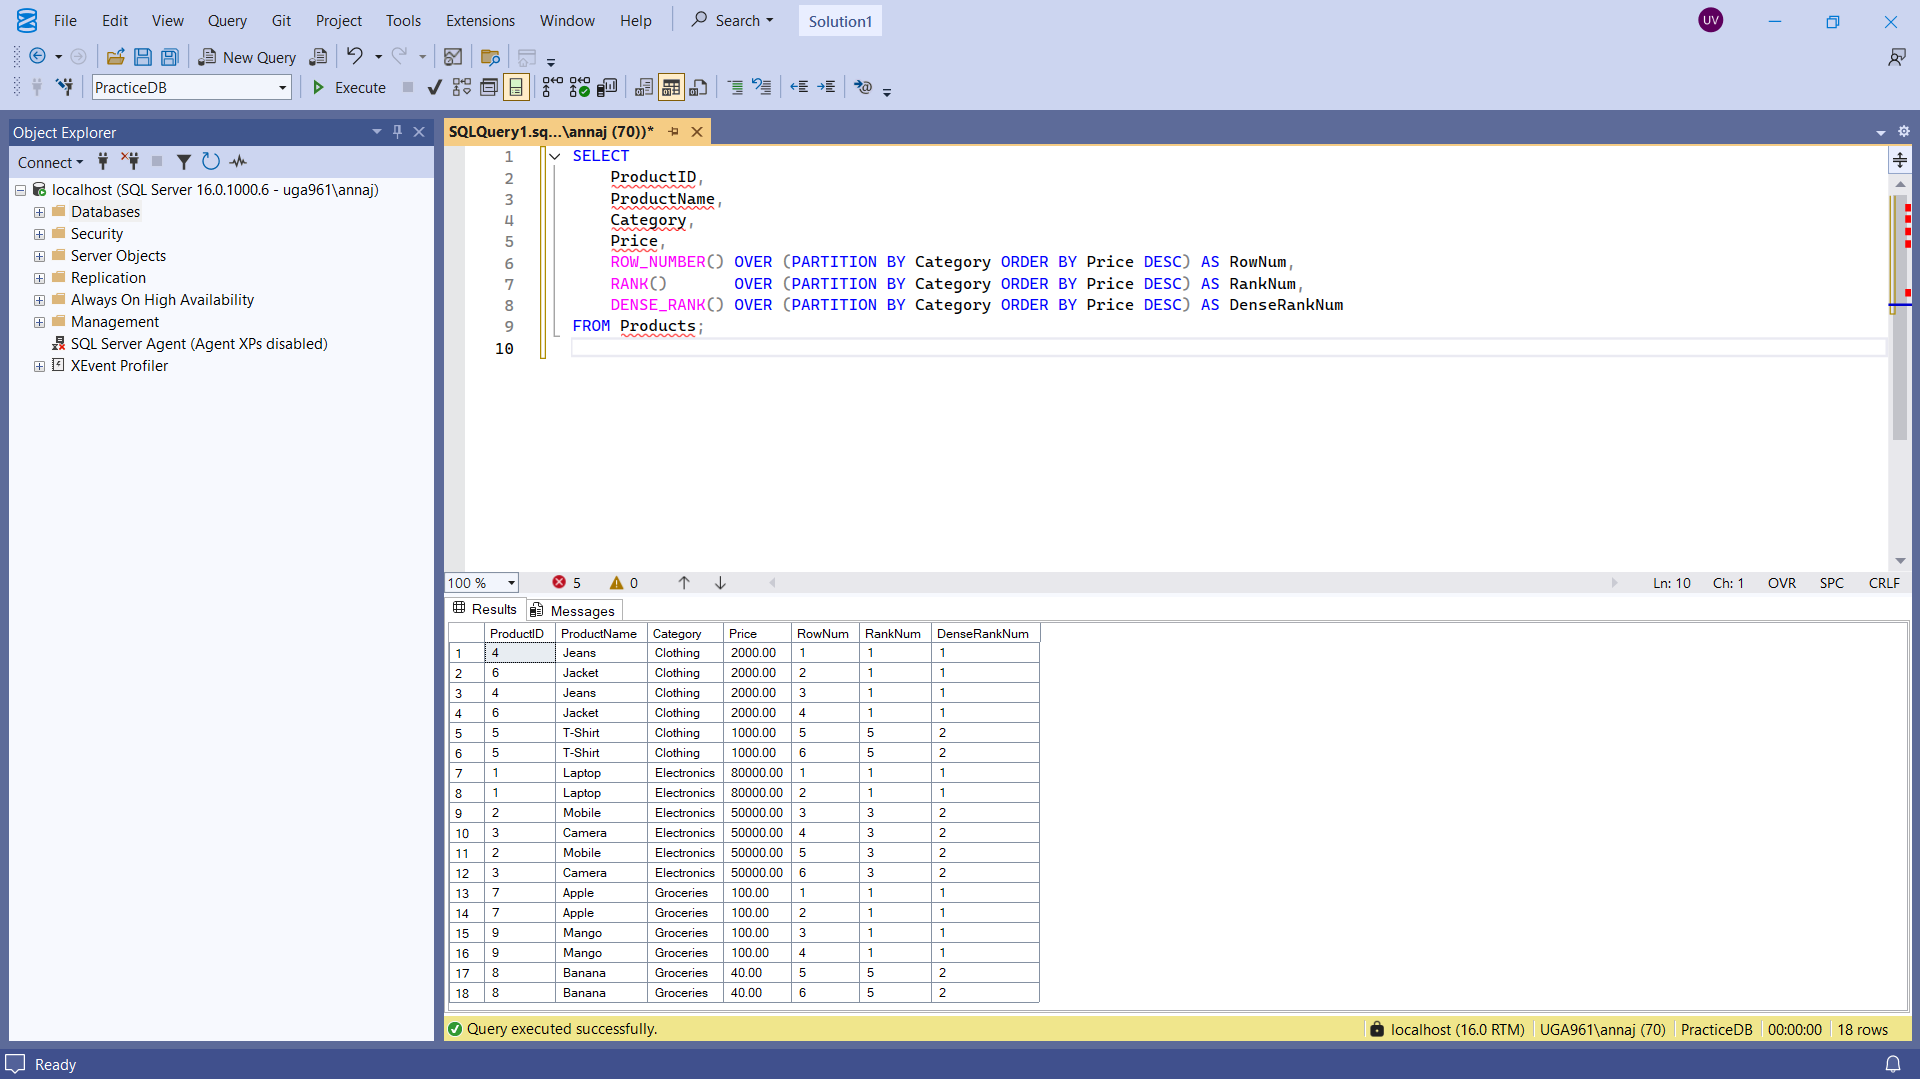 File Edit View Query Git Project Tools Extensions Window Help Search Solution1 UV
New Query
PracticeDB Execute
Object Explorer
Connect
localhost (SQL Server 16.0.1000.6 - uga961\annaj)
Databases
Security
Server Objects
Replication
Always On High Availability
Management
SQL Server Agent (Agent XPs disabled)
XEvent Profiler
SQLQuery1.sq...\annaj (70))*
1 SELECT
2 ProductID,
3 ProductName,
4 Category,
5 Price,
6 ROW_NUMBER() OVER (PARTITION BY Category ORDER BY Price DESC) AS RowNum,
7 RANK() OVER (PARTITION BY Category ORDER BY Price DESC) AS RankNum,
8 DENSE_RANK() OVER (PARTITION BY Category ORDER BY Price DESC) AS DenseRankNum
9 FROM Products;
10
100 % 5 0 Ln: 10 Ch: 1 OVR SPC CRLF
Results Messages
ProductID ProductName Category Price RowNum RankNum DenseRankNum
1 4 Jeans Clothing 2000.00 1 1 1
2 6 Jacket Clothing 2000.00 2 1 1
3 4 Jeans Clothing 2000.00 3 1 1
4 6 Jacket Clothing 2000.00 4 1 1
5 5 T-Shirt Clothing 1000.00 5 5 2
6 5 T-Shirt Clothing 1000.00 6 5 2
7 1 Laptop Electronics 80000.00 1 1 1
8 1 Laptop Electronics 80000.00 2 1 1
9 2 Mobile Electronics 50000.00 3 3 2
10 3 Camera Electronics 50000.00 4 3 2
11 2 Mobile Electronics 50000.00 5 3 2
12 3 Camera Electronics 50000.00 6 3 2
13 7 Apple Groceries 100.00 1 1 1
14 7 Apple Groceries 100.00 2 1 1
15 9 Mango Groceries 100.00 3 1 1
16 9 Mango Groceries 100.00 4 1 1
17 8 Banana Groceries 40.00 5 5 2
18 8 Banana Groceries 40.00 6 5 2
Query executed successfully. localhost (16.0 RTM) UGA961\annaj (70) PracticeDB 00:00:00 18 rows
Ready